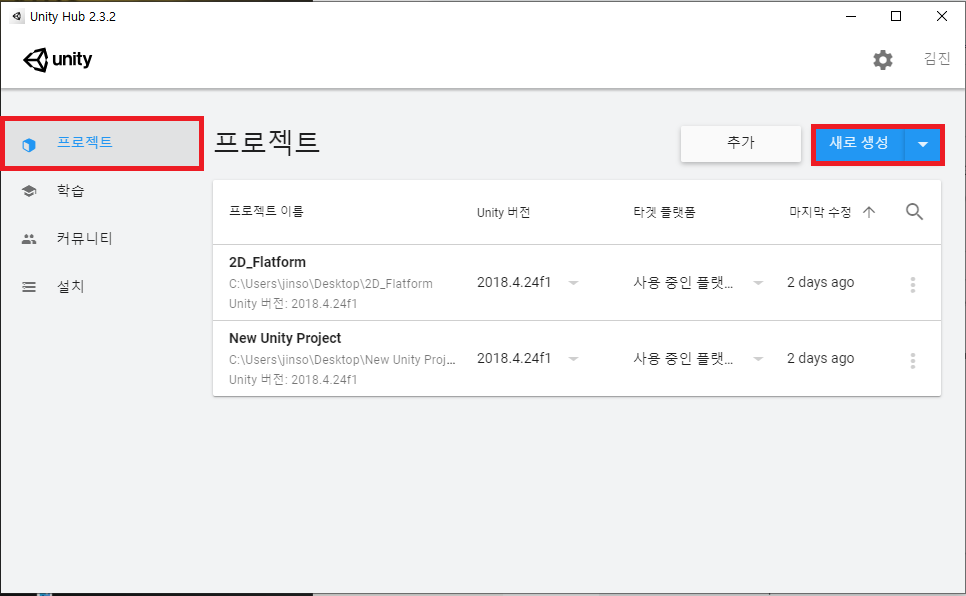 Unity Hub 2.3.2
unity
김진
프로젝트
학습
커뮤니티
설치
프로젝트
추가
새로 생성
프로젝트 이름 Unity 버전 타겟 플랫폼 마지막 수정
2D_Flatform
C:\Users\jinso\Desktop\2D_Flatform
Unity 버전: 2018.4.24f1
2018.4.24f1 사용 중인 플랫... 2 days ago
New Unity Project
C:\Users\jinso\Desktop\New Unity Proj...
Unity 버전: 2018.4.24f1
2018.4.24f1 사용 중인 플랫... 2 days ago